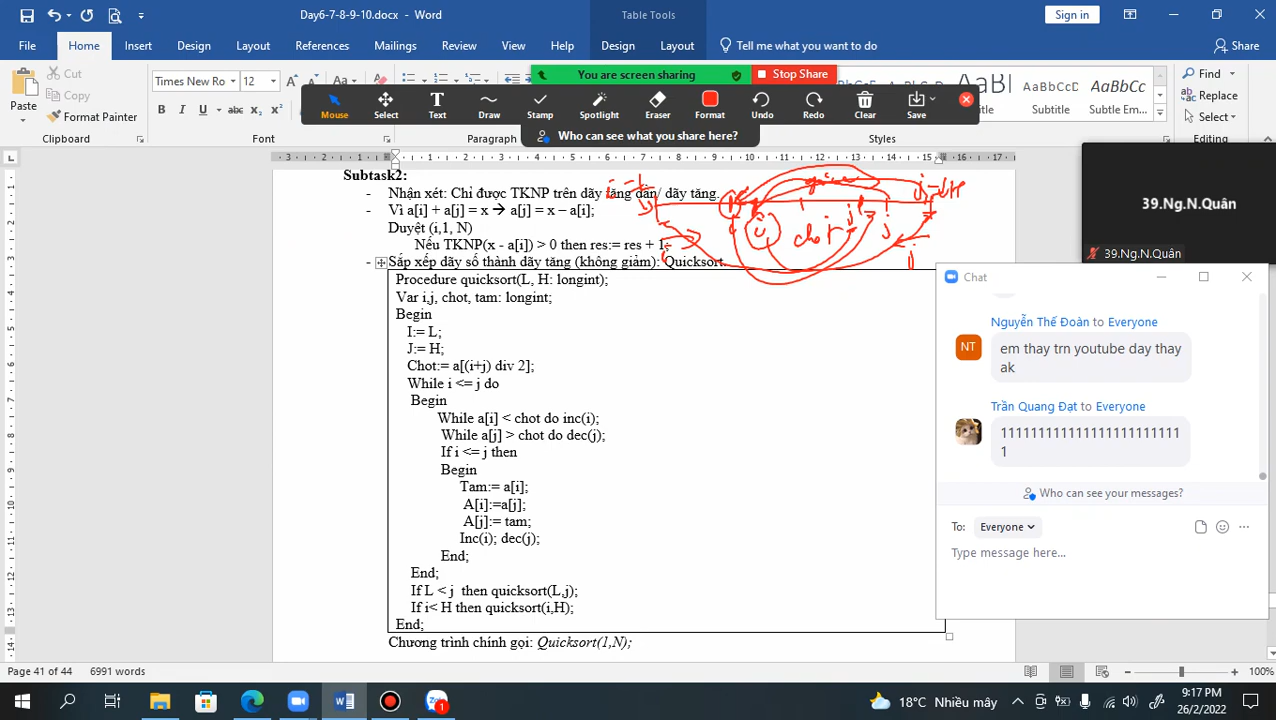 Day6-7-8-9-10.docx - Word
Table Tools
Sign in
File Home Insert Design Layout References Mailings Review View Help Design Layout Tell me what you want to do Share
Paste
Cut
Copy
Format Painter
Clipboard
Times New Ro 12
B I U abc x
Font
You are screen sharing Stop Share
Mouse Select Text Draw Stamp Spotlight Eraser Format Undo Redo Clear Save
Who can see what you share here?
Subtitle Subtle Em... Emphasis
AaBbCcDc AaBbCc
Styles
Find
Replace
Select
Editing
Subtask2:
- Nhận xét: Chỉ được TKNP trên dãy tăng dần/ dãy tăng.
- Vì a[i] + a[j] = x → a[j] = x – a[i];
Duyệt (i,1, N)
Nếu TKNP(x - a[i]) > 0 then res:= res + 1;
- Sắp xếp dãy số thành dãy tăng (không giảm): Quicksort.
Procedure quicksort(L, H: longint);
Var i,j, chot, tam: longint;
Begin
I:= L;
J:= H;
Chot:= a[(i+j) div 2];
While i <= j do
Begin
While a[i] < chot do inc(i);
While a[j] > chot do dec(j);
If i <= j then
Begin
Tam:= a[i];
A[i]:=a[j];
A[j]:= tam;
Inc(i); dec(j);
End;
End;
If L < j then quicksort(L,j);
If i< H then quicksort(i,H);
End;
Chương trình chính gọi: Quicksort(1,N);
chot
j
i
39.Ng.N.Quân
39.Ng.N.Quân
Chat
Nguyễn Thế Đoàn to Everyone
NT
em thay trn youtube day thay
ak
Trần Quang Đạt to Everyone
111111111111111111111111
1
Who can see your messages?
To: Everyone
Type message here...
Page 41 of 44 6991 words
100%
18°C Nhiều mây
9:17 PM
26/2/2022